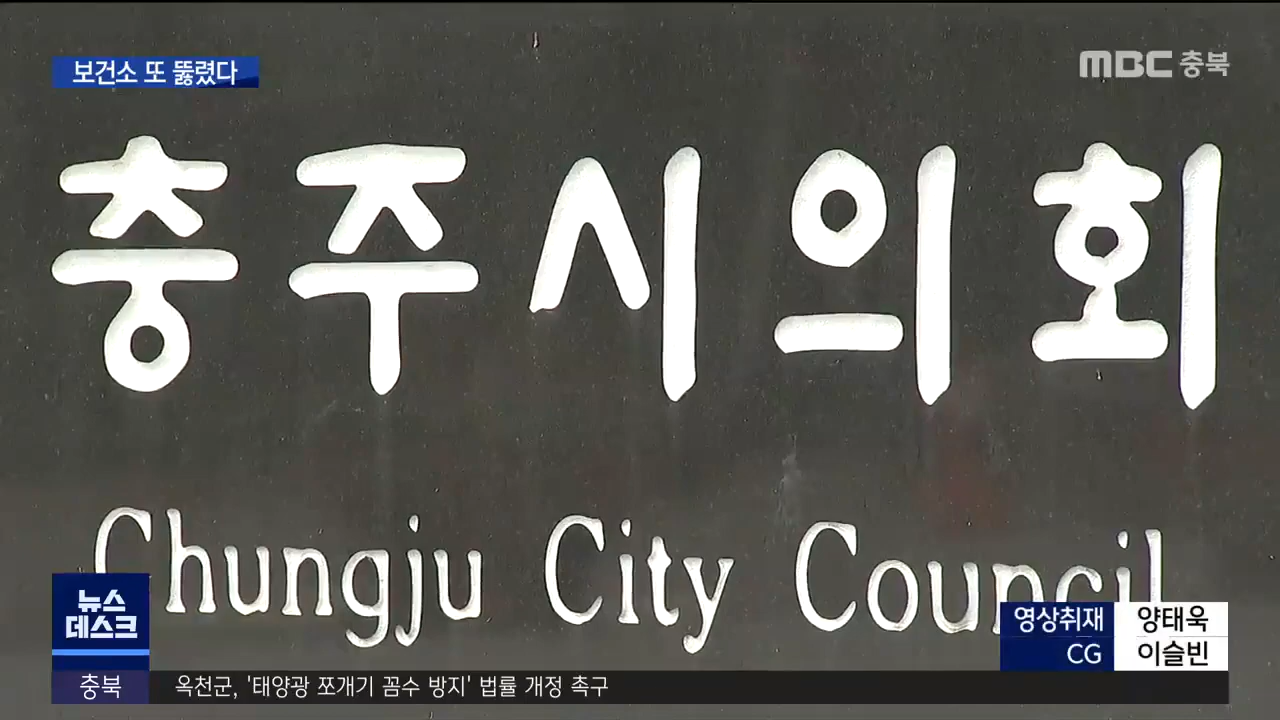 보건소 또 뚫렸다
MBC 충북
충주시의회
Chungju City Council
뉴스
데스크
영상취재 양태욱
CG 이슬빈
충북 옥천군, '태양광 쪼개기 꼼수 방지' 법률 개정 촉구